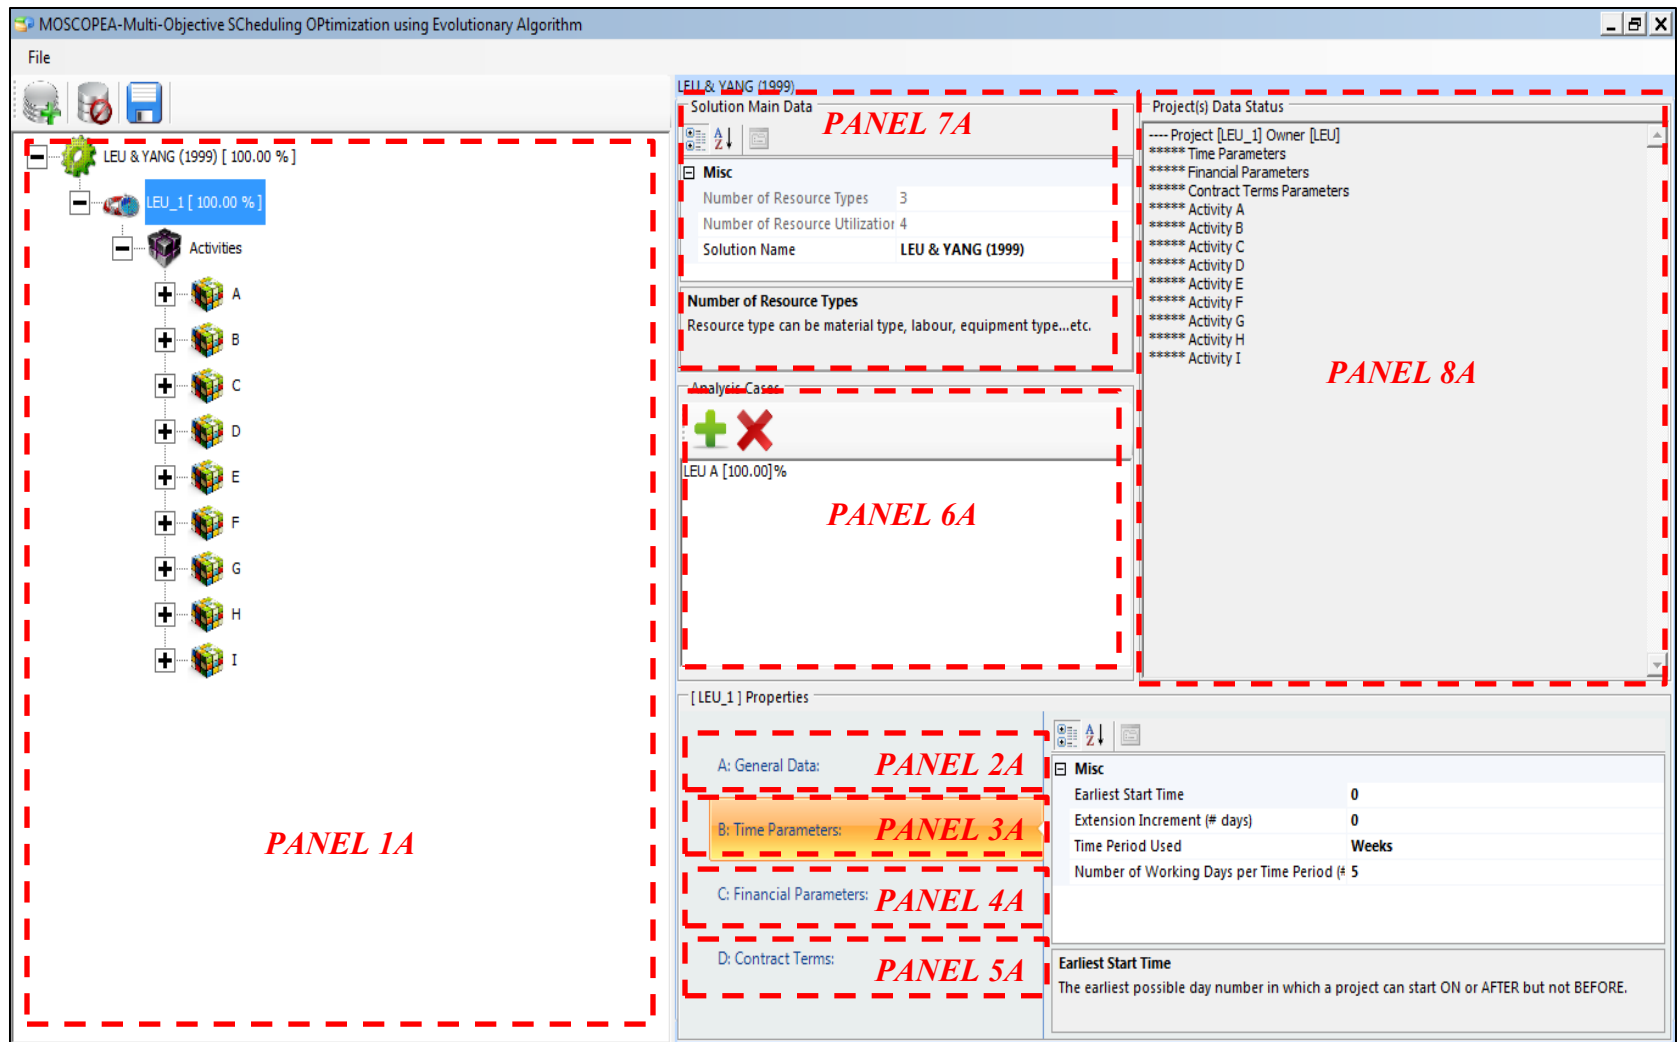 MOSCOPEA-Multi-Objective SCheduling OPtimization using Evolutionary Algorithm
File
LEU & YANG (1999) [ 100.00 % ]
LEU_1 [ 100.00 % ]
Activities
A
B
C
D
E
F
G
H
I
PANEL 1A
LEU & YANG (1999)
Solution Main Data
PANEL 7A
Misc
Number of Resource Types 3
Number of Resource Utilization 4
Solution Name LEU & YANG (1999)
Number of Resource Types
Resource type can be material type, labour, equipment type...etc.
Analysis Cases
LEU A [100.00]%
PANEL 6A
Project(s) Data Status
---- Project [LEU_1] Owner [LEU]
***** Time Parameters
***** Financial Parameters
***** Contract Terms Parameters
***** Activity A
***** Activity B
***** Activity C
***** Activity D
***** Activity E
***** Activity F
***** Activity G
***** Activity H
***** Activity I
PANEL 8A
[ LEU_1 ] Properties
A: General Data: PANEL 2A
B: Time Parameters: PANEL 3A
C: Financial Parameters: PANEL 4A
D: Contract Terms: PANEL 5A
Misc
Earliest Start Time 0
Extension Increment (# days) 0
Time Period Used Weeks
Number of Working Days per Time Period (# 5
Earliest Start Time
The earliest possible day number in which a project can start ON or AFTER but not BEFORE.